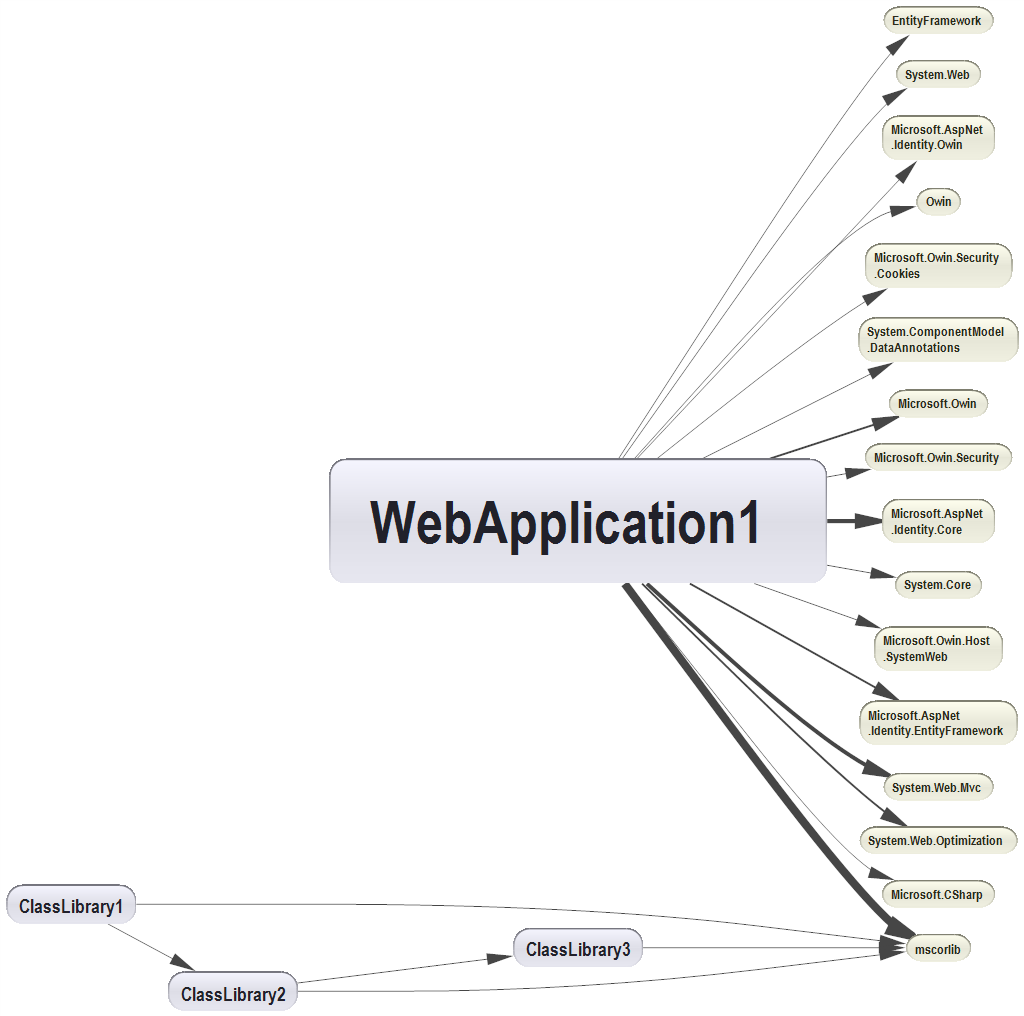 EntityFramework
System.Web
Microsoft.AspNet
.Identity.Owin
Owin
Microsoft.Owin.Security
.Cookies
System.ComponentModel
.DataAnnotations
Microsoft.Owin
Microsoft.Owin.Security
WebApplication1
Microsoft.AspNet
.Identity.Core
System.Core
Microsoft.Owin.Host
.SystemWeb
Microsoft.AspNet
.Identity.EntityFramework
System.Web.Mvc
System.Web.Optimization
Microsoft.CSharp
ClassLibrary1
ClassLibrary3
mscorlib
ClassLibrary2